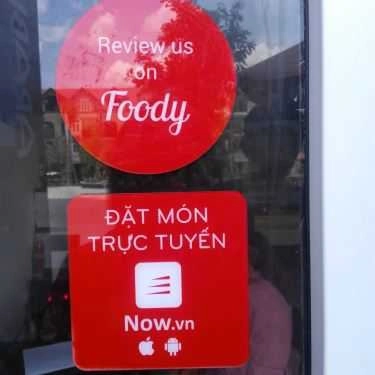 Review us
on
Foody
ĐẶT MÓN
TRỰC TUYẾN
Now.vn